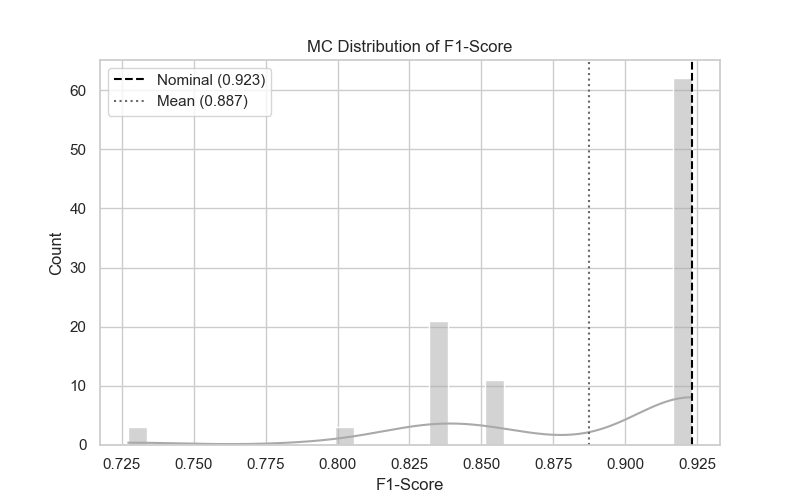 MC Distribution of F1-Score
Nominal (0.923)
Mean (0.887)
60
50
40
30
20
10
0
Count
0.725 0.750 0.775 0.800 0.825 0.850 0.875 0.900 0.925
F1-Score